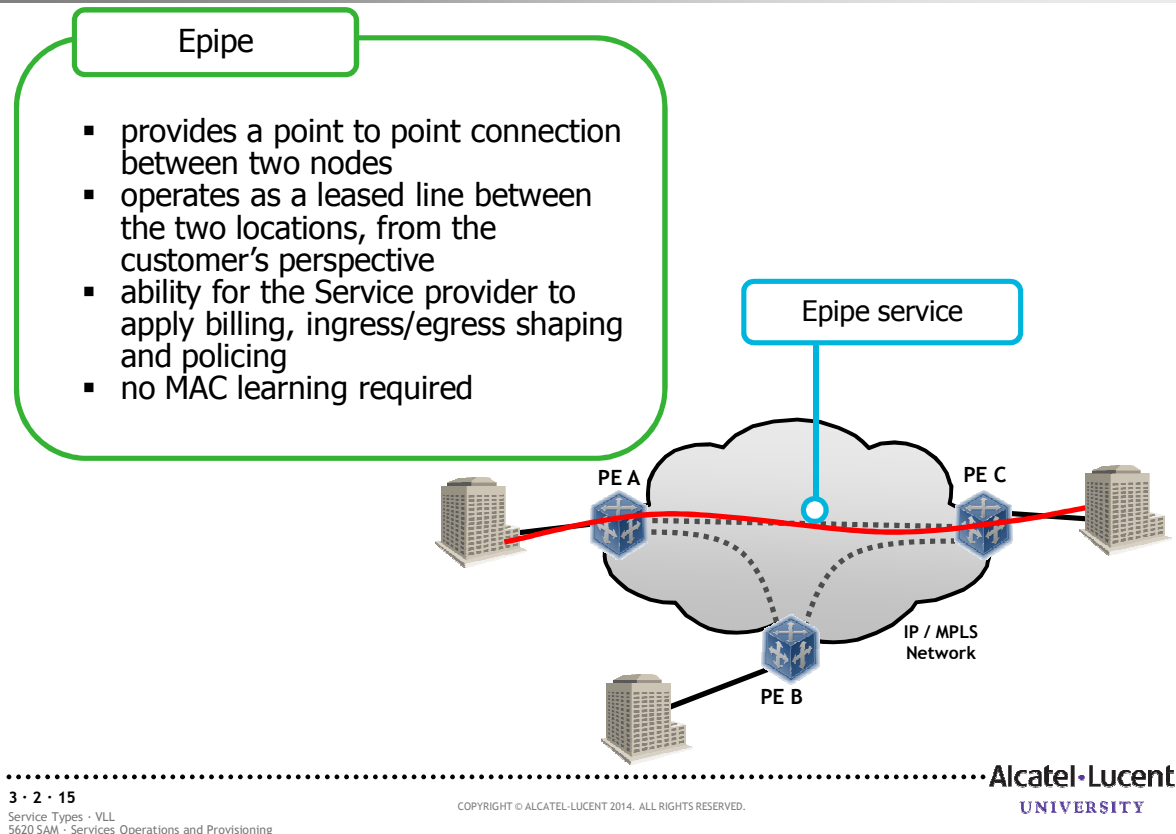 Epipe
▪ provides a point to point connection
between two nodes
▪ operates as a leased line between
the two locations, from the
customer’s perspective
▪ ability for the Service provider to
apply billing, ingress/egress shaping
and policing
▪ no MAC learning required
Epipe service
PE A
PE C
IP / MPLS
Network
PE B
Alcatel·Lucent
UNIVERSITY
3 · 2 · 15
Service Types · VLL
5620 SAM · Services Operations and Provisioning
COPYRIGHT © ALCATEL-LUCENT 2014. ALL RIGHTS RESERVED.